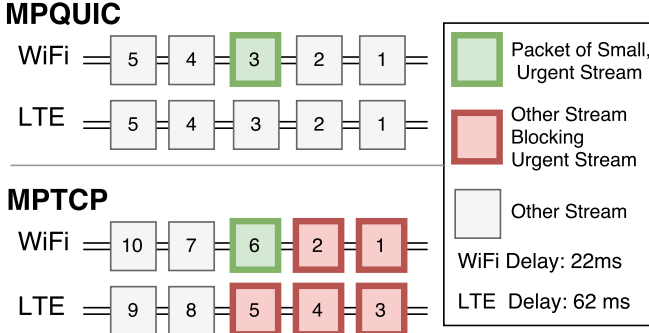 MPQUIC
WiFi 5 4 3 2 1
LTE 5 4 3 2 1
MPTCP
WiFi 10 7 6 2 1
LTE 9 8 5 4 3
Packet of Small,
Urgent Stream
Other Stream
Blocking
Urgent Stream
Other Stream
WiFi Delay: 22ms
LTE Delay: 62 ms